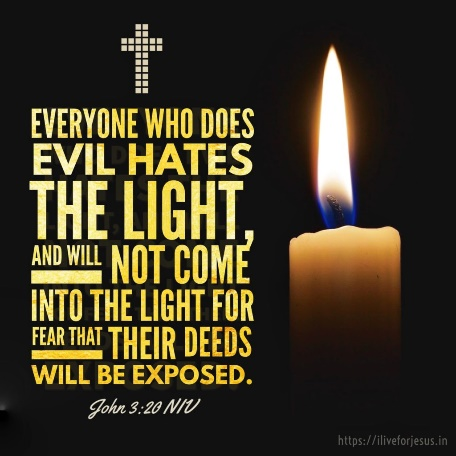 EVERYONE WHO DOES
EVIL HATES
THE LIGHT,
AND WILL NOT COME
INTO THE LIGHT FOR
FEAR THAT THEIR DEEDS
WILL BE EXPOSED.
John 3:20 NIV
https://iliveforjesus.in